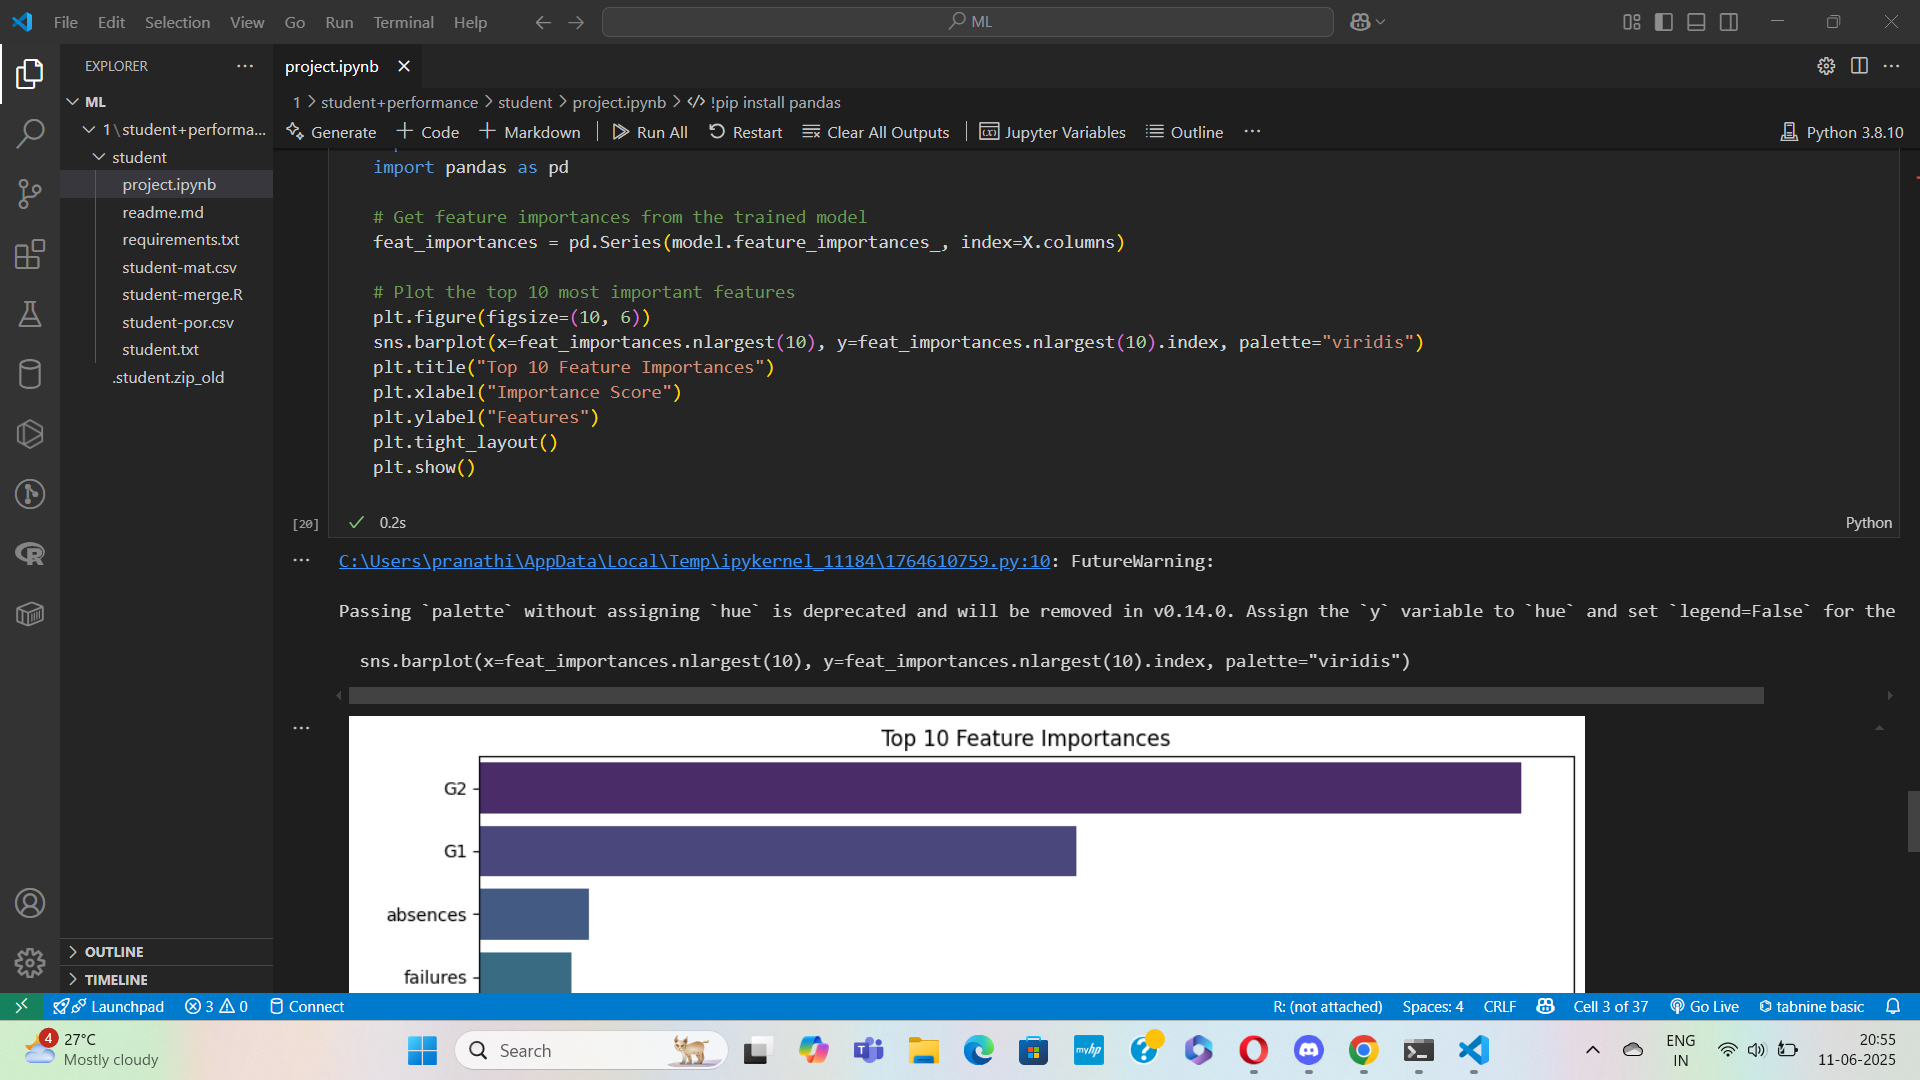 File Edit Selection View Go Run Terminal Help
ML
EXPLORER
project.ipynb
ML
1\student+performa...
student
project.ipynb
readme.md
requirements.txt
student-mat.csv
student-merge.R
student-por.csv
student.txt
.student.zip_old
OUTLINE
TIMELINE
1 > student+performance > student > project.ipynb > !pip install pandas
Generate + Code + Markdown Run All Restart Clear All Outputs Jupyter Variables Outline ... Python 3.8.10
import pandas as pd
# Get feature importances from the trained model
feat_importances = pd.Series(model.feature_importances_, index=X.columns)
# Plot the top 10 most important features
plt.figure(figsize=(10, 6))
sns.barplot(x=feat_importances.nlargest(10), y=feat_importances.nlargest(10).index, palette="viridis")
plt.title("Top 10 Feature Importances")
plt.xlabel("Importance Score")
plt.ylabel("Features")
plt.tight_layout()
plt.show()
[20] 0.2s Python
C:\Users\pranathi\AppData\Local\Temp\ipykernel_11184\1764610759.py:10: FutureWarning:
Passing `palette` without assigning `hue` is deprecated and will be removed in v0.14.0. Assign the `y` variable to `hue` and set `legend=False` for the
sns.barplot(x=feat_importances.nlargest(10), y=feat_importances.nlargest(10).index, palette="viridis")
Top 10 Feature Importances
G2
G1
absences
failures
Launchpad 3 0 Connect R: (not attached) Spaces: 4 CRLF Cell 3 of 37 Go Live tabnine basic
4
27°C
Mostly cloudy
Search
myhp
ENG
IN
20:55
11-06-2025